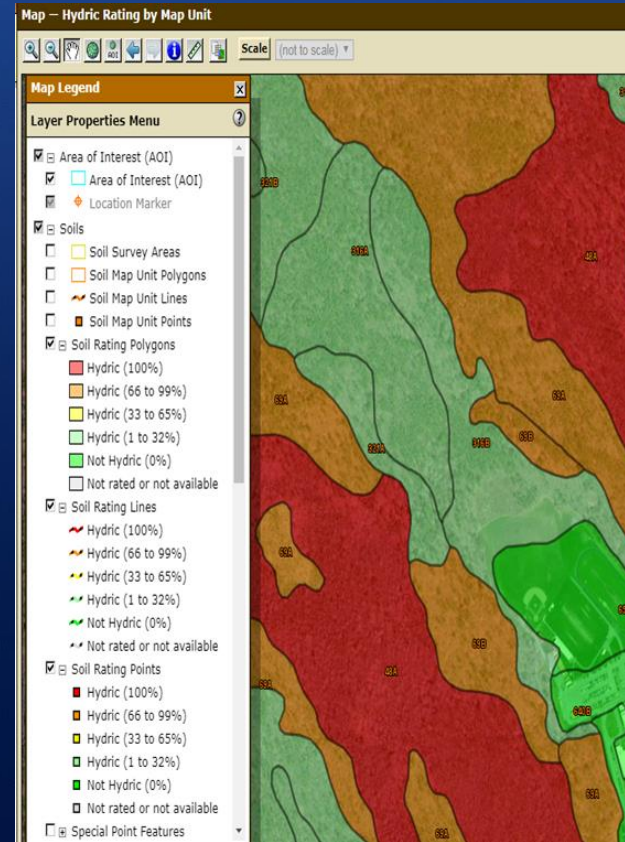 Map — Hydric Rating by Map Unit
AOI
Scale (not to scale)
Map Legend
Layer Properties Menu
Area of Interest (AOI)
Area of Interest (AOI)
Location Marker
Soils
Soil Survey Areas
Soil Map Unit Polygons
Soil Map Unit Lines
Soil Map Unit Points
Soil Rating Polygons
Hydric (100%)
Hydric (66 to 99%)
Hydric (33 to 65%)
Hydric (1 to 32%)
Not Hydric (0%)
Not rated or not available
Soil Rating Lines
Hydric (100%)
Hydric (66 to 99%)
Hydric (33 to 65%)
Hydric (1 to 32%)
Not Hydric (0%)
Not rated or not available
Soil Rating Points
Hydric (100%)
Hydric (66 to 99%)
Hydric (33 to 65%)
Hydric (1 to 32%)
Not Hydric (0%)
Not rated or not available
Special Point Features
316A
48A
69A
69A
69B
316B
69A
69B
48A
69A
69A